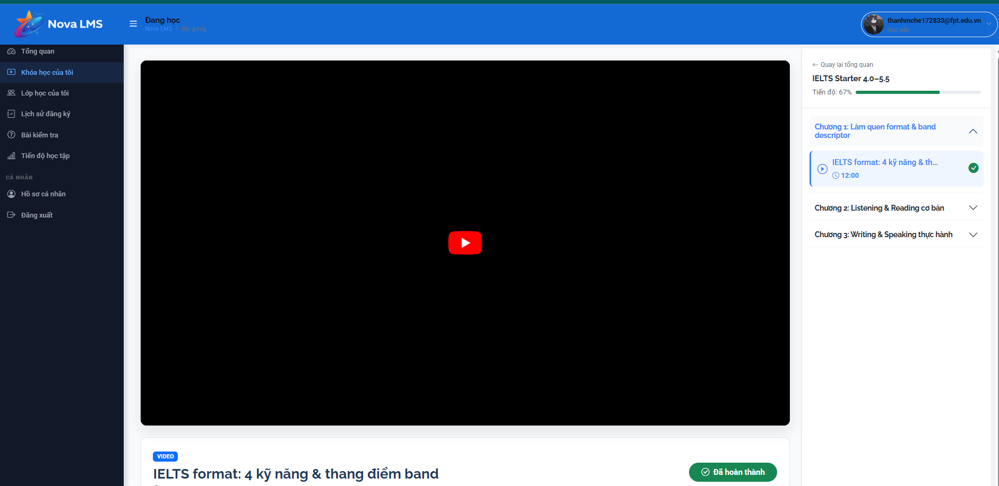 Nova LMS
Đang học
Nova LMS > Bài giảng
thanhmche172833@fpt.edu.vn
Học viên
Tổng quan
Khóa học của tôi
Lớp học của tôi
Lịch sử đăng ký
Bài kiểm tra
Tiến độ học tập
CÁ NHÂN
Hồ sơ cá nhân
Đăng xuất
VIDEO
IELTS format: 4 kỹ năng & thang điểm band
Đã hoàn thành
← Quay lại tổng quan
IELTS Starter 4.0–5.5
Tiến độ: 67%
Chương 1: Làm quen format & band
descriptor
IELTS format: 4 kỹ năng & th...
12:00
Chương 2: Listening & Reading cơ bản
Chương 3: Writing & Speaking thực hành